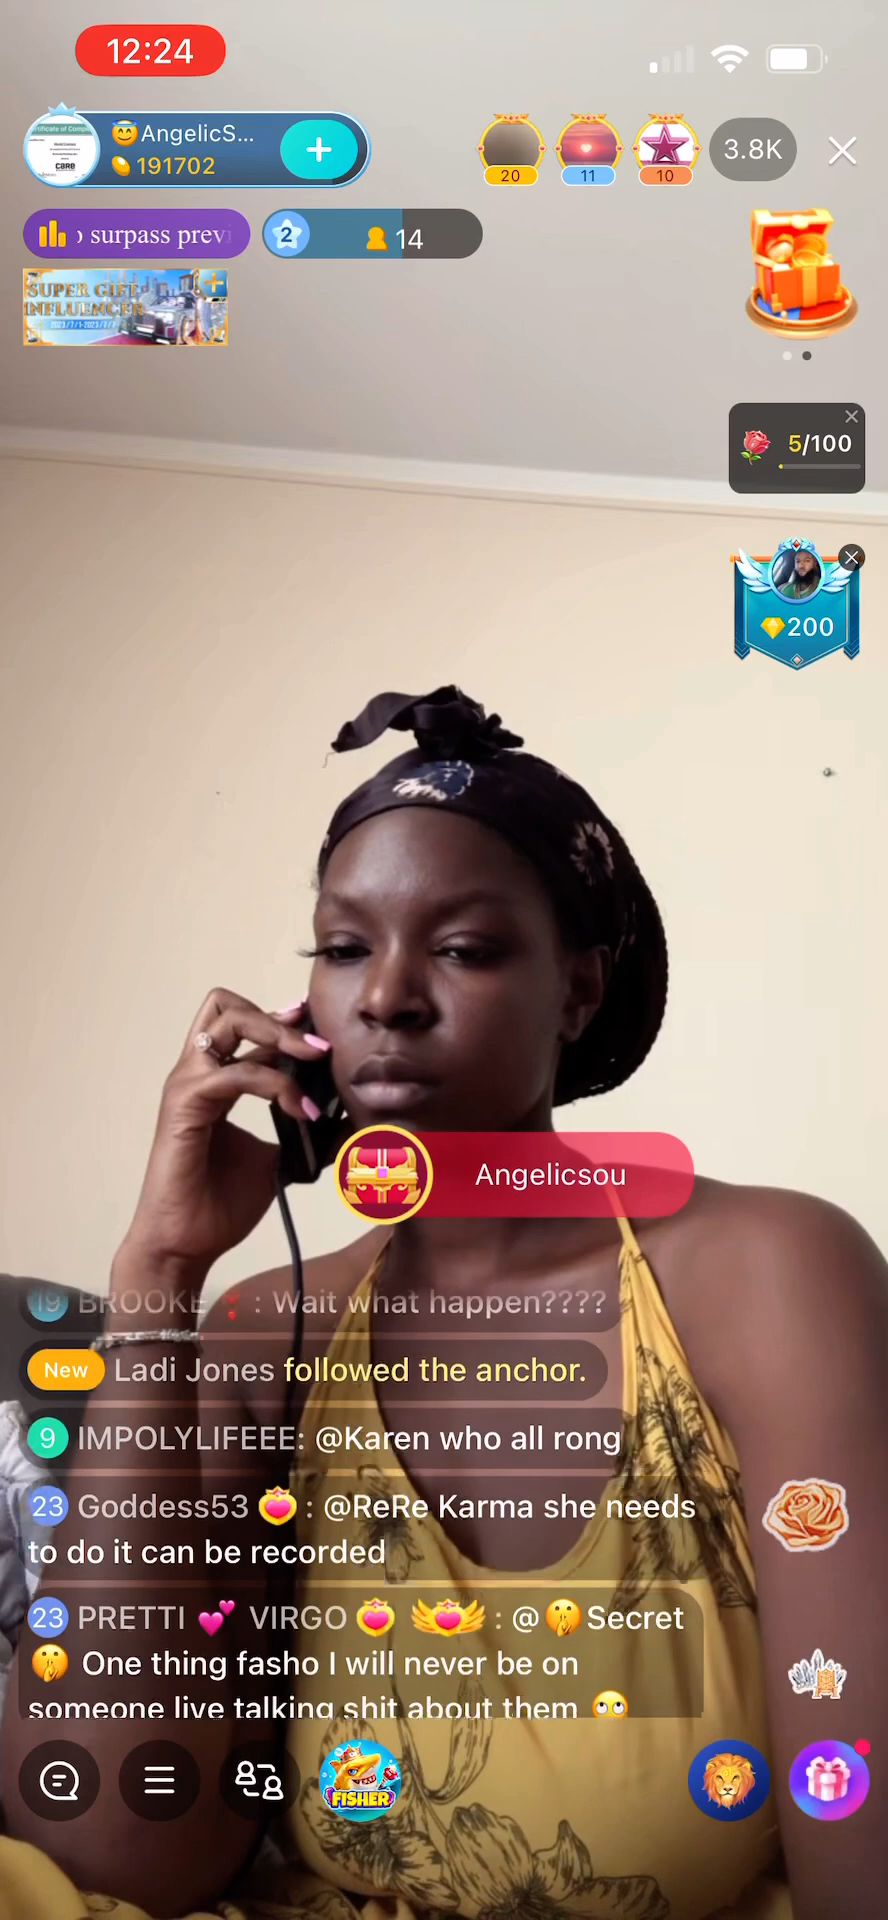 12:24
😇AngelicS...
191702
20
11
10
3.8K
surpass prev
2
14
SUPER GIFT
INFLUENCER
5/100
200
Angelicsou
19 BROOKE❣️: Wait what happen????
New Ladi Jones followed the anchor.
9 IMPOLYLIFEEE: @Karen who all rong
23 Goddess53 : @ReRe Karma she needs
to do it can be recorded
23 PRETTI 💕 VIRGO : @🤫Secret
🤫 One thing fasho I will never be on
someone live talking shit about them 🙄
FISHER